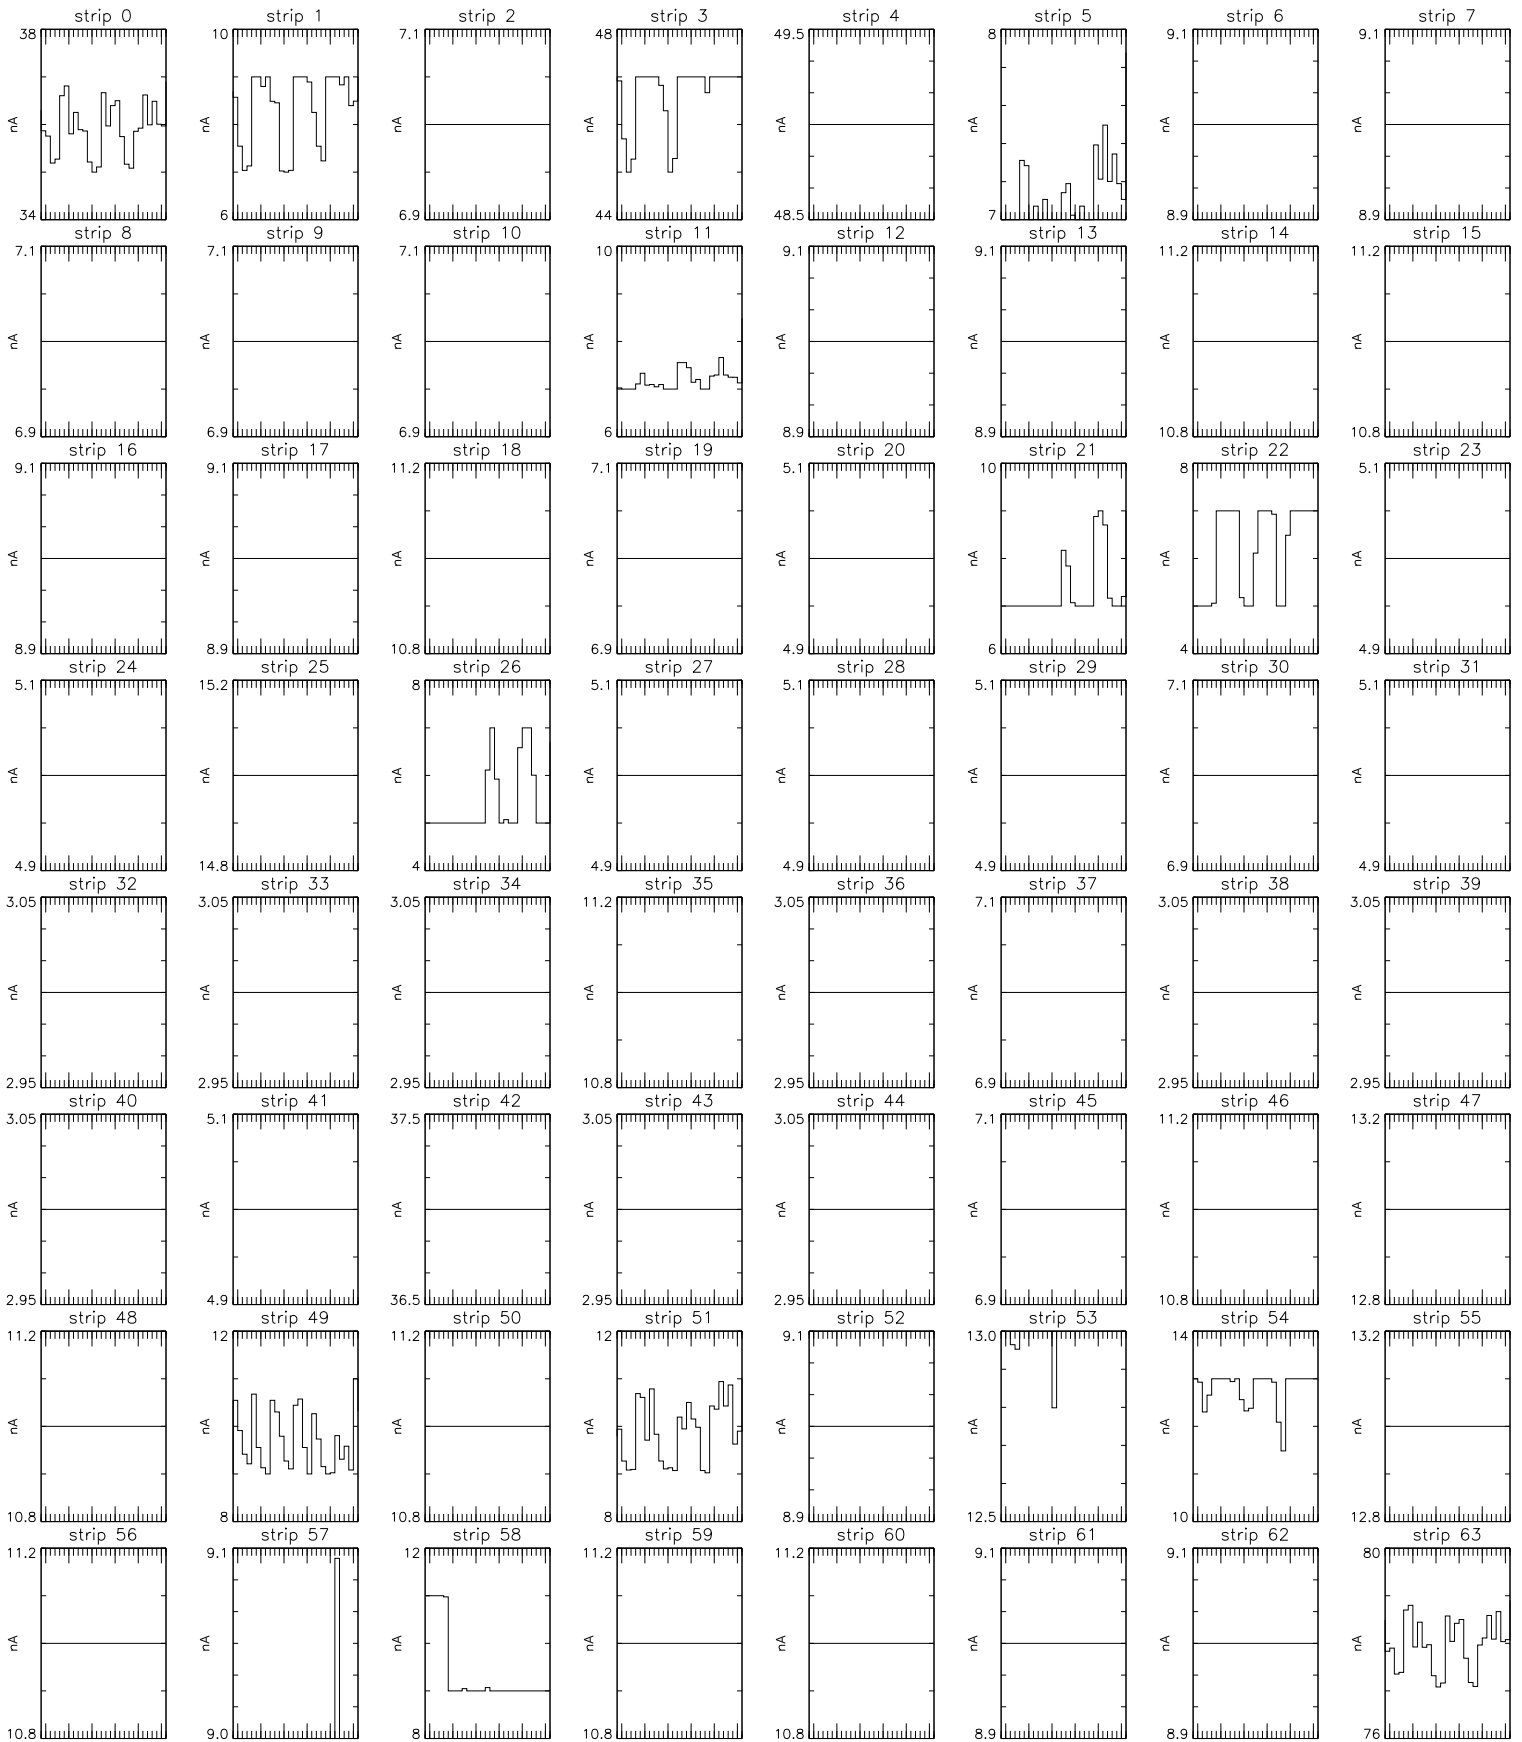 strip 0 strip 1 strip 2 strip 3 strip 4 strip 5 strip 6 strip 7
38 10 7.1 48 49.5 8 9.1 9.1
nA nA nA nA nA nA nA nA
34 6 6.9 44 48.5 7 8.9 8.9
strip 8 strip 9 strip 10 strip 11 strip 12 strip 13 strip 14 strip 15
7.1 7.1 7.1 10 9.1 9.1 11.2 11.2
nA nA nA nA nA nA nA nA
6.9 6.9 6.9 6 8.9 8.9 10.8 10.8
strip 16 strip 17 strip 18 strip 19 strip 20 strip 21 strip 22 strip 23
9.1 9.1 11.2 7.1 5.1 10 8 5.1
nA nA nA nA nA nA nA nA
8.9 8.9 10.8 6.9 4.9 6 4 4.9
strip 24 strip 25 strip 26 strip 27 strip 28 strip 29 strip 30 strip 31
5.1 15.2 8 5.1 5.1 5.1 7.1 5.1
nA nA nA nA nA nA nA nA
4.9 14.8 4 4.9 4.9 4.9 6.9 4.9
strip 32 strip 33 strip 34 strip 35 strip 36 strip 37 strip 38 strip 39
3.05 3.05 3.05 11.2 3.05 7.1 3.05 3.05
nA nA nA nA nA nA nA nA
2.95 2.95 2.95 10.8 2.95 6.9 2.95 2.95
strip 40 strip 41 strip 42 strip 43 strip 44 strip 45 strip 46 strip 47
3.05 5.1 37.5 3.05 3.05 7.1 11.2 13.2
nA nA nA nA nA nA nA nA
2.95 4.9 36.5 2.95 2.95 6.9 10.8 12.8
strip 48 strip 49 strip 50 strip 51 strip 52 strip 53 strip 54 strip 55
11.2 12 11.2 12 9.1 13.0 14 13.2
nA nA nA nA nA nA nA nA
10.8 8 10.8 8 8.9 12.5 10 12.8
strip 56 strip 57 strip 58 strip 59 strip 60 strip 61 strip 62 strip 63
11.2 9.1 12 11.2 11.2 9.1 9.1 80
nA nA nA nA nA nA nA nA
10.8 9.0 8 10.8 10.8 8.9 8.9 76